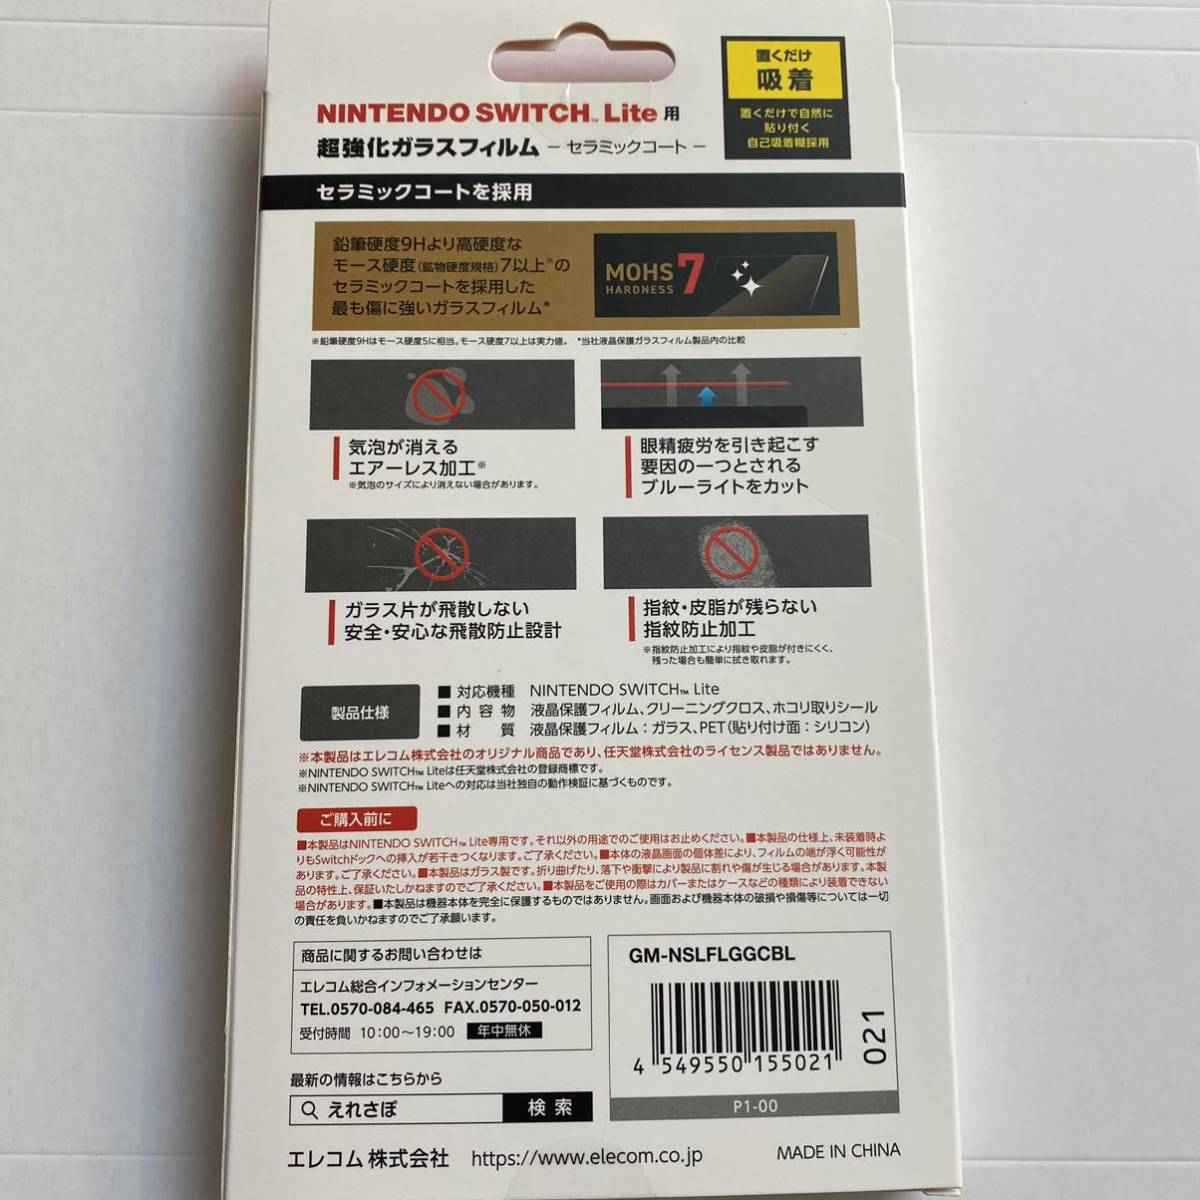 NINTENDO SWITCH™ Lite 用
超強化ガラスフィルム －セラミックコート－
置くだけ
吸着
置くだけで自然に
貼り付く
自己吸着糊採用
セラミックコートを採用
鉛筆硬度9Hより高硬度な
モース硬度(鉱物硬度規格)7以上※の
セラミックコートを採用した
最も傷に強いガラスフィルム*
MOHS 7
HARDNESS
※鉛筆硬度9Hはモース硬度5に相当。モース硬度7以上は実力値。 *当社液晶保護ガラスフィルム製品内の比較
気泡が消える
エアーレス加工※
※気泡のサイズにより消えない場合があります。
眼精疲労を引き起こす
要因の一つとされる
ブルーライトをカット
ガラス片が飛散しない
安全・安心な飛散防止設計
指紋・皮脂が残らない
指紋防止加工
※指紋防止加工により指紋や皮脂が付きにくく、
残った場合も簡単に拭き取れます。
製品仕様
■対応機種 NINTENDO SWITCH™ Lite
■内容物 液晶保護フィルム、クリーニングクロス、ホコリ取りシール
■材質 液晶保護フィルム：ガラス、PET(貼り付け面：シリコン)
※本製品はエレコム株式会社のオリジナル商品であり、任天堂株式会社のライセンス製品ではありません。
※NINTENDO SWITCH™ Liteは任天堂株式会社の登録商標です。
※NINTENDO SWITCH™ Liteへの対応は当社独自の動作検証に基づくものです。
ご購入前に
■本製品はNINTENDO SWITCH™ Lite専用です。それ以外の用途でのご使用はお止めください。■本製品の仕様上、未装着時よ
りもSwitchドックへの挿入が若干きつくなります。ご了承ください。■本体の液晶画面の個体差により、フィルムの端が浮く可能性が
あります。ご了承ください。■本製品はガラス製です。折り曲げたり、落下や衝撃により製品に割れや傷が生じる場合があります。本製
品の特性上、保証いたしかねますのでご了承ください。■本製品をご使用の際はカバーまたはケースなどの種類により装着できない
場合があります。■本製品は機器本体を完全に保護するものではありません。画面および機器本体の破損や損傷等については一切
の責任を負いかねますのでご了承願います。
商品に関するお問い合わせは
エレコム総合インフォメーションセンター
TEL.0570-084-465 FAX.0570-050-012
受付時間 10:00～19:00 年中無休
最新の情報はこちらから
えれさぽ 検索
GM-NSLFLGGCBL
4 549550 155021
021
P1-00
エレコム株式会社 https://www.elecom.co.jp
MADE IN CHINA